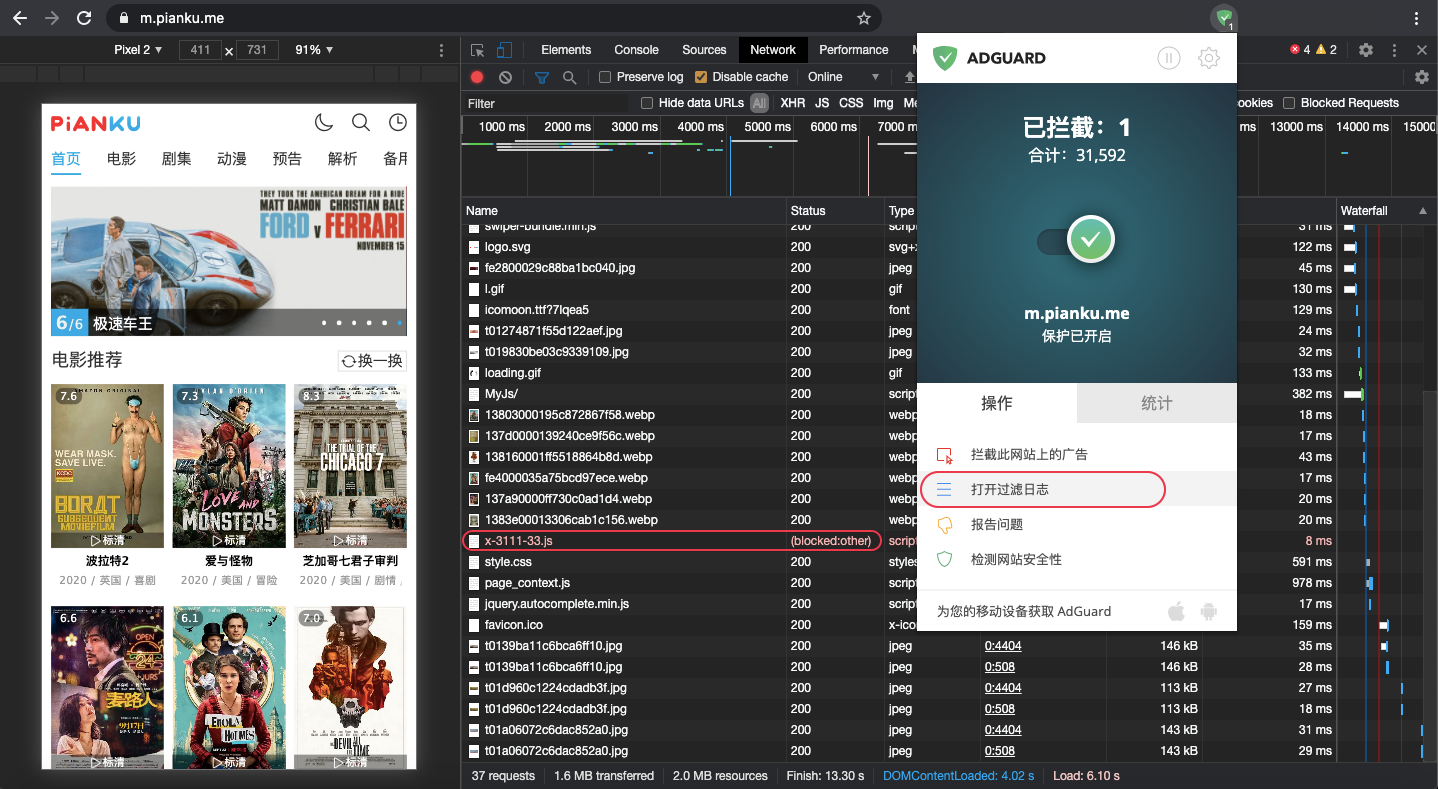 m.pianku.me
1
Pixel 2 ▼ 411 × 731 91% ▼
PiANKU
首页 电影 剧集 动漫 预告 解析
THEY TOOK THE AMERICAN DREAM FOR A RIDE
MATT DAMON CHRISTIAN BALE
FORD v FERRARI
NOVEMBER 15
6/6 极速车王
电影推荐 换一换
7.6 7.3 8.3
AMAZON ORIGINAL
DYLAN O'BRIEN
WEAR MASK.
SAVE LIVE.
BORAT
SUBSEQUENT
MOVIEFILM
LOVE AND
MONSTERS
THE TRIAL OF THE
CHICAGO 7
标清 标清 标清
波拉特2 爱与怪物 芝加哥七君子审判
2020 / 英国 / 喜剧 2020 / 美国 / 冒险 2020 / 美国 / 剧情 /
6.6 6.1 7.0
OPEN
24
妻路人
9月17日
ENOLA
HOLMES
THE
DEVIL
ALL THE
TIME
标清 标清 标清
Elements Console Sources Network Performance
4 2
Preserve log Disable cache Online ▼
Filter Hide data URLs All XHR JS CSS Img
ookies Blocked Requests
1000 ms 2000 ms 3000 ms 4000 ms 5000 ms 6000 ms 7000 ms
ms 13000 ms 14000 ms 15000
Name Status Type Waterfall ▲
swiper-bundle.min.js 200 script 31 ms
logo.svg 200 svg+x 122 ms
fe2800029c88ba1bc040.jpg 200 jpeg 45 ms
l.gif 200 gif 130 ms
icomoon.ttf?7lqea5 200 font 129 ms
t01274871f55d122aef.jpg 200 jpeg 24 ms
t019830be03c9339109.jpg 200 jpeg 32 ms
loading.gif 200 gif 133 ms
MyJs/ 200 script 382 ms
13803000195c872867f58.webp 200 webp 18 ms
137d0000139240ce9f56c.webp 200 webp 17 ms
138160001ff5518864b8d.webp 200 webp 43 ms
fe4000035a75bcd97ece.webp 200 webp 17 ms
137a90000ff730c0ad1d4.webp 200 webp 20 ms
1383e00013306cab1c156.webp 200 webp 20 ms
x-3111-33.js (blocked:other) script 8 ms
style.css 200 styles 591 ms
page_context.js 200 script 978 ms
jquery.autocomplete.min.js 200 script 17 ms
favicon.ico 200 x-ico 159 ms
t0139ba11c6bca6ff10.jpg 200 jpeg 0:4404 146 kB 35 ms
t0139ba11c6bca6ff10.jpg 200 jpeg 0:508 146 kB 28 ms
t01d960c1224cdadb3f.jpg 200 jpeg 0:4404 113 kB 27 ms
t01d960c1224cdadb3f.jpg 200 jpeg 0:508 113 kB 18 ms
t01a06072c6dac852a0.jpg 200 jpeg 0:4404 143 kB 31 ms
t01a06072c6dac852a0.jpg 200 jpeg 0:508 143 kB 29 ms
37 requests 1.6 MB transferred 2.0 MB resources Finish: 13.30 s DOMContentLoaded: 4.02 s Load: 6.10 s
ADGUARD
已拦截：1
合计：31,592
m.pianku.me
保护已开启
操作 统计
拦截此网站上的广告
打开过滤日志
报告问题
检测网站安全性
为您的移动设备获取 AdGuard